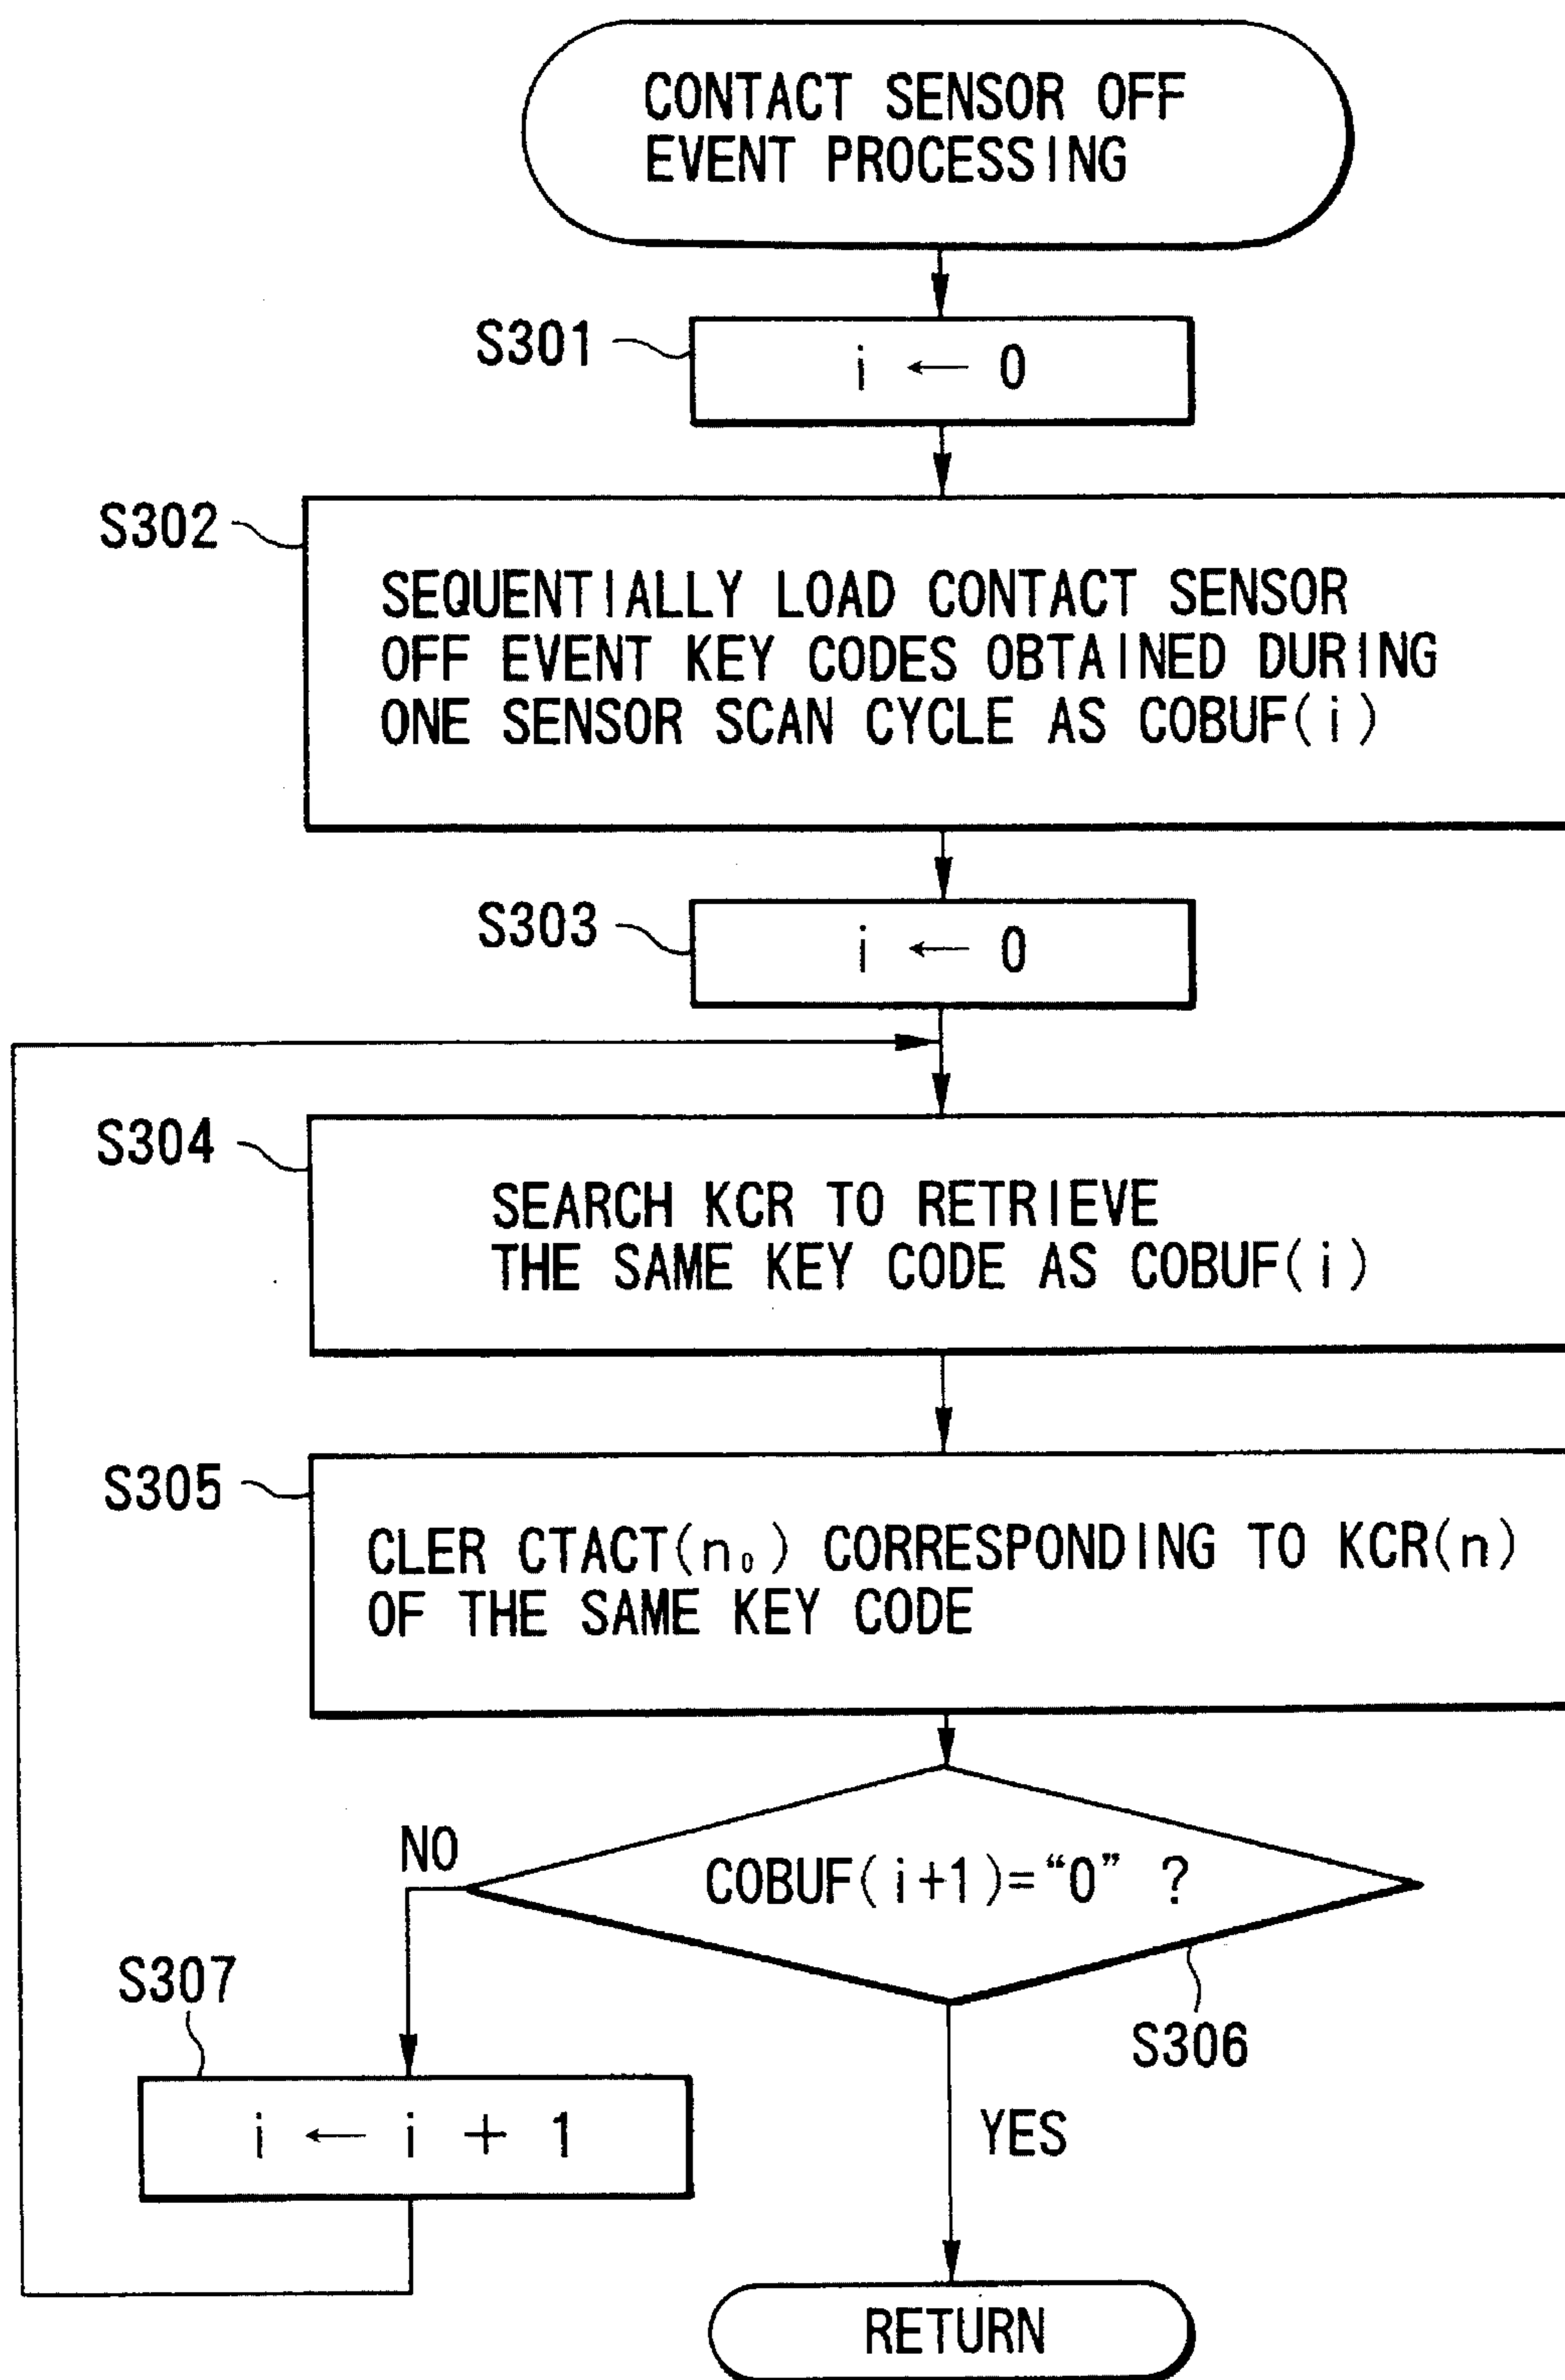 CONTACT SENSOR OFF
EVENT PROCESSING
S301
i ← 0
S302
SEQUENTIALLY LOAD CONTACT SENSOR
OFF EVENT KEY CODES OBTAINED DURING
ONE SENSOR SCAN CYCLE AS COBUF(i)
S303
i ← 0
S304
SEARCH KCR TO RETRIEVE
THE SAME KEY CODE AS COBUF(i)
S305
CLER CTACT(n₀) CORRESPONDING TO KCR(n)
OF THE SAME KEY CODE
NO
COBUF(i+1)=“0” ?
S307
S306
i ← i + 1
YES
RETURN